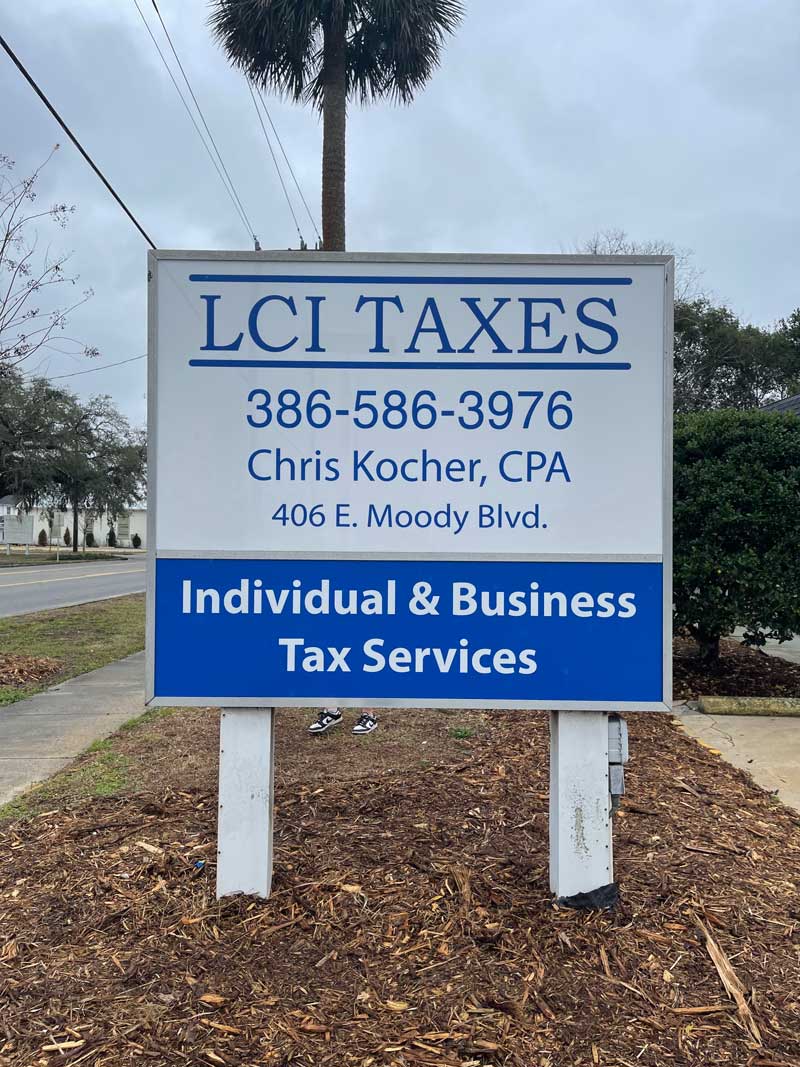 LCI TAXES
386-586-3976
Chris Kocher, CPA
406 E. Moody Blvd.
Individual & Business
Tax Services